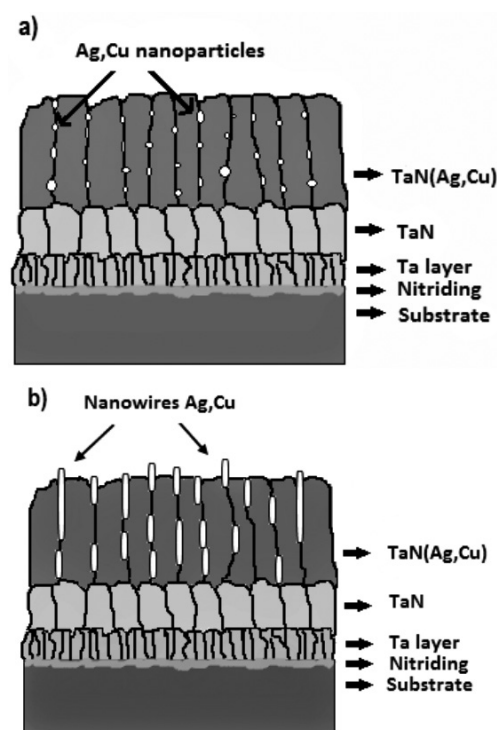 a)
Ag,Cu nanoparticles
TaN(Ag,Cu)
TaN
Ta layer
Nitriding
Substrate
b)
Nanowires Ag,Cu
TaN(Ag,Cu)
TaN
Ta layer
Nitriding
Substrate